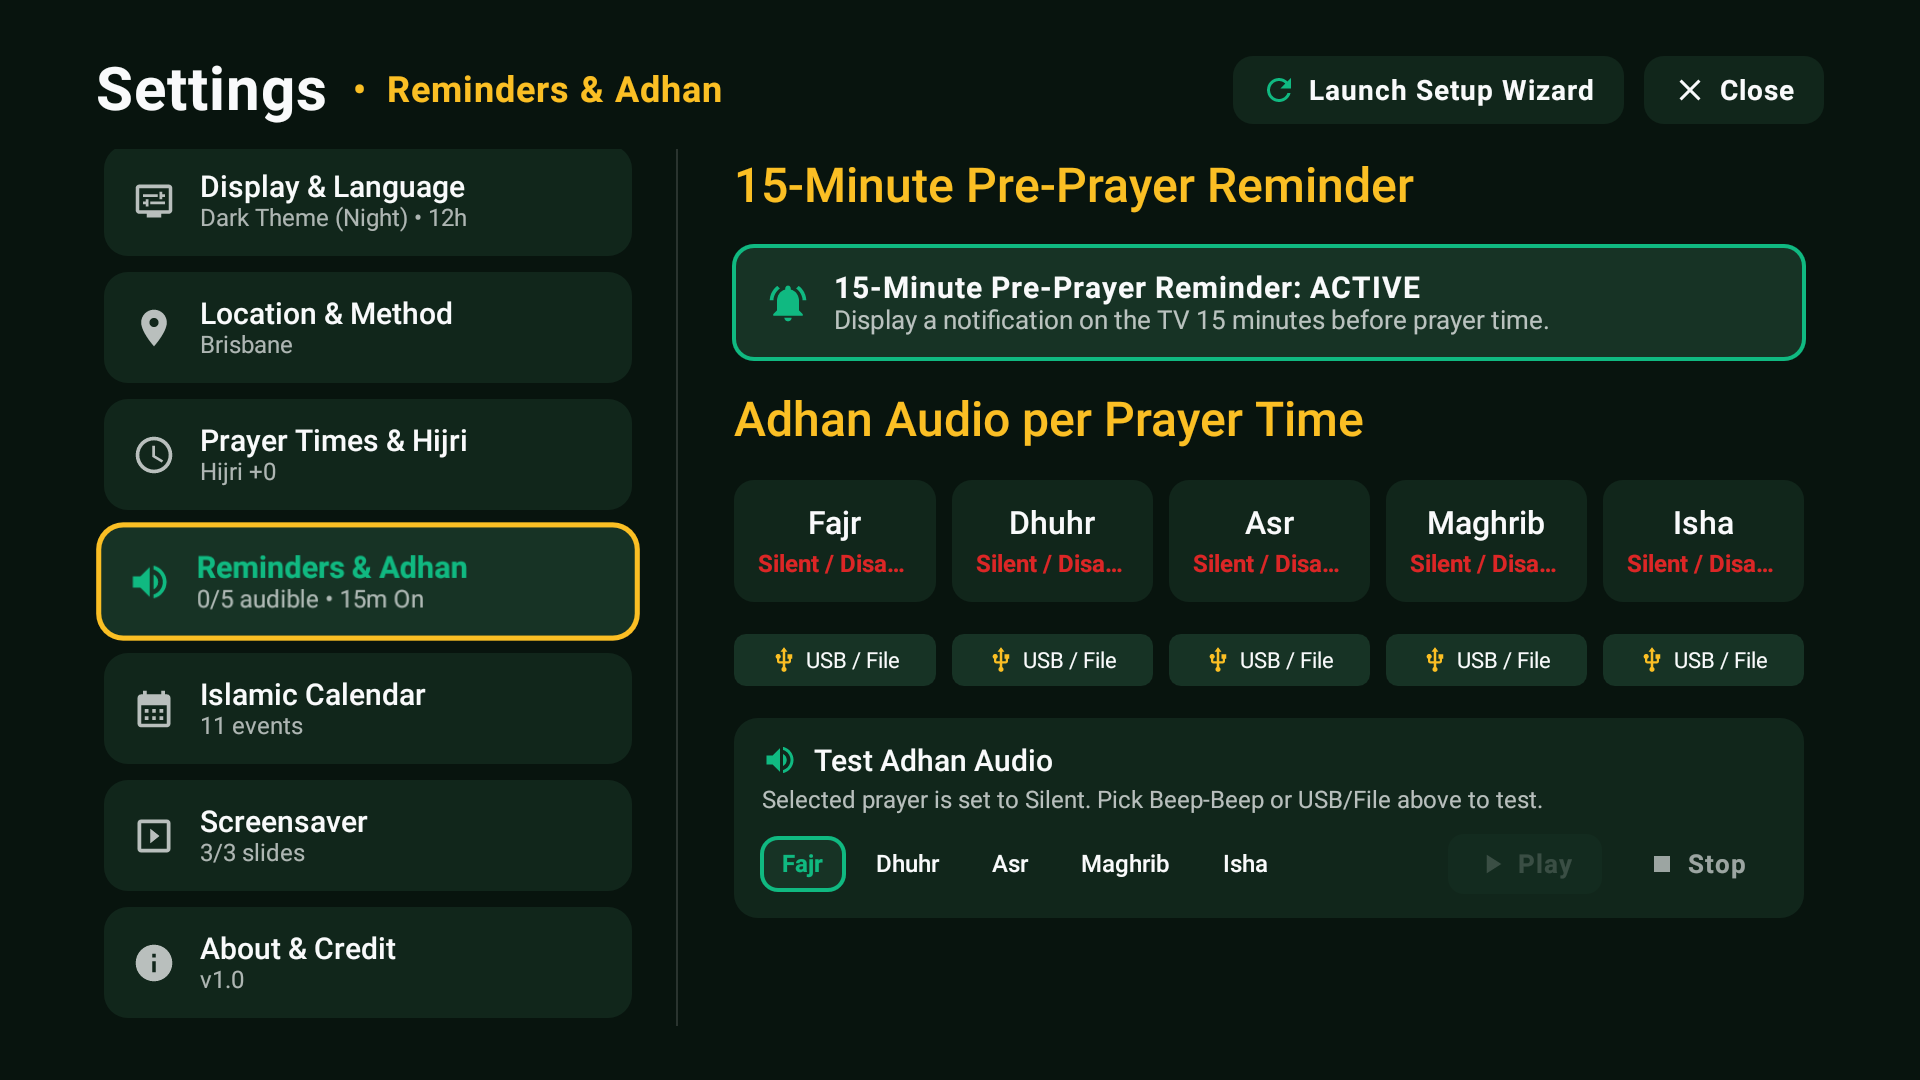 Settings • Reminders & Adhan
Launch Setup Wizard
Close
Display & Language
Dark Theme (Night) • 12h
Location & Method
Brisbane
Prayer Times & Hijri
Hijri +0
Reminders & Adhan
0/5 audible • 15m On
Islamic Calendar
11 events
Screensaver
3/3 slides
About & Credit
v1.0
15-Minute Pre-Prayer Reminder
15-Minute Pre-Prayer Reminder: ACTIVE
Display a notification on the TV 15 minutes before prayer time.
Adhan Audio per Prayer Time
Fajr
Silent / Disa...
Dhuhr
Silent / Disa...
Asr
Silent / Disa...
Maghrib
Silent / Disa...
Isha
Silent / Disa...
USB / File
USB / File
USB / File
USB / File
USB / File
Test Adhan Audio
Selected prayer is set to Silent. Pick Beep-Beep or USB/File above to test.
Fajr
Dhuhr
Asr
Maghrib
Isha
Play
Stop